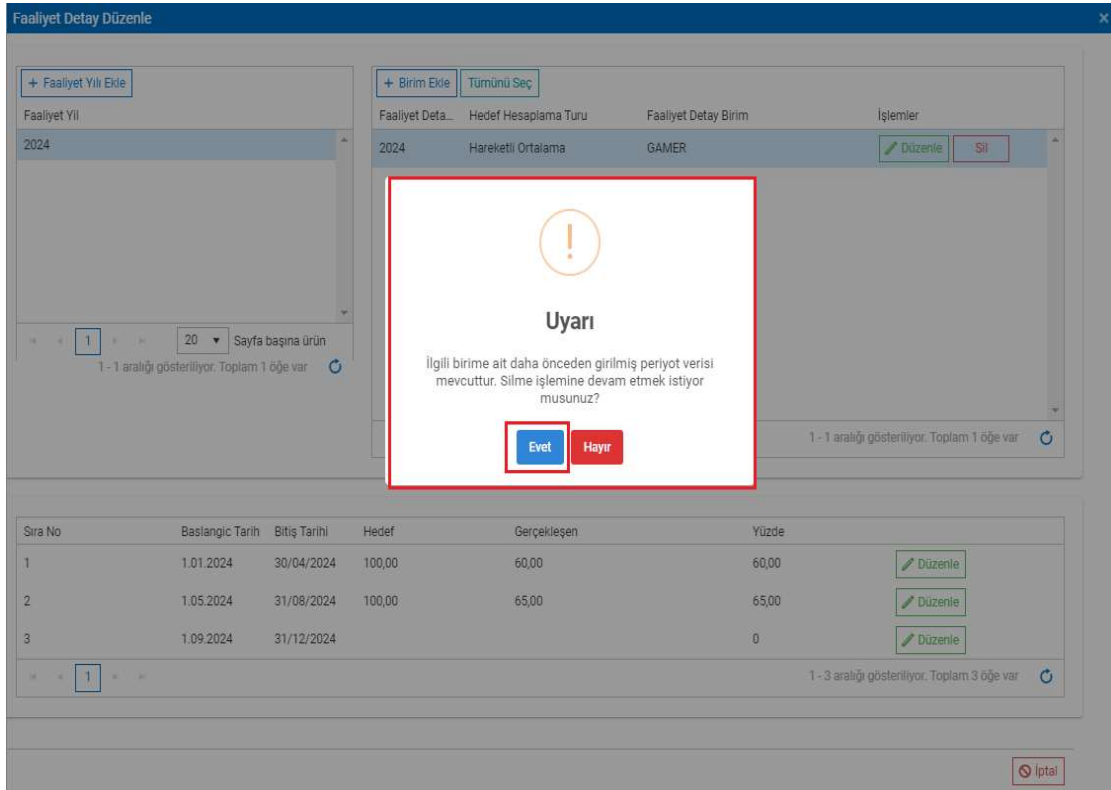 Faaliyet Detay Düzenle ×
+ Faaliyet Yılı Ekle
Faaliyet Yıl
2024
1 20 Sayfa başına ürün
1 - 1 aralığı gösteriliyor. Toplam 1 öğe var
+ Birim Ekle Tümünü Seç
Faaliyet Deta... Hedef Hesaplama Turu Faaliyet Detay Birim İşlemler
2024 Hareketli Ortalama GAMER Düzenle Sil
1 - 1 aralığı gösteriliyor. Toplam 1 öğe var
!
Uyarı
İlgili birime ait daha önceden girilmiş periyot verisi
mevcuttur. Silme işlemine devam etmek istiyor
musunuz?
Evet Hayır
Sıra No Baslangic Tarih Bitiş Tarihi Hedef Gerçekleşen Yüzde
1 1.01.2024 30/04/2024 100,00 60,00 60,00 Düzenle
2 1.05.2024 31/08/2024 100,00 65,00 65,00 Düzenle
3 1.09.2024 31/12/2024 0 Düzenle
1 1 - 3 aralığı gösteriliyor. Toplam 3 öğe var
İptal